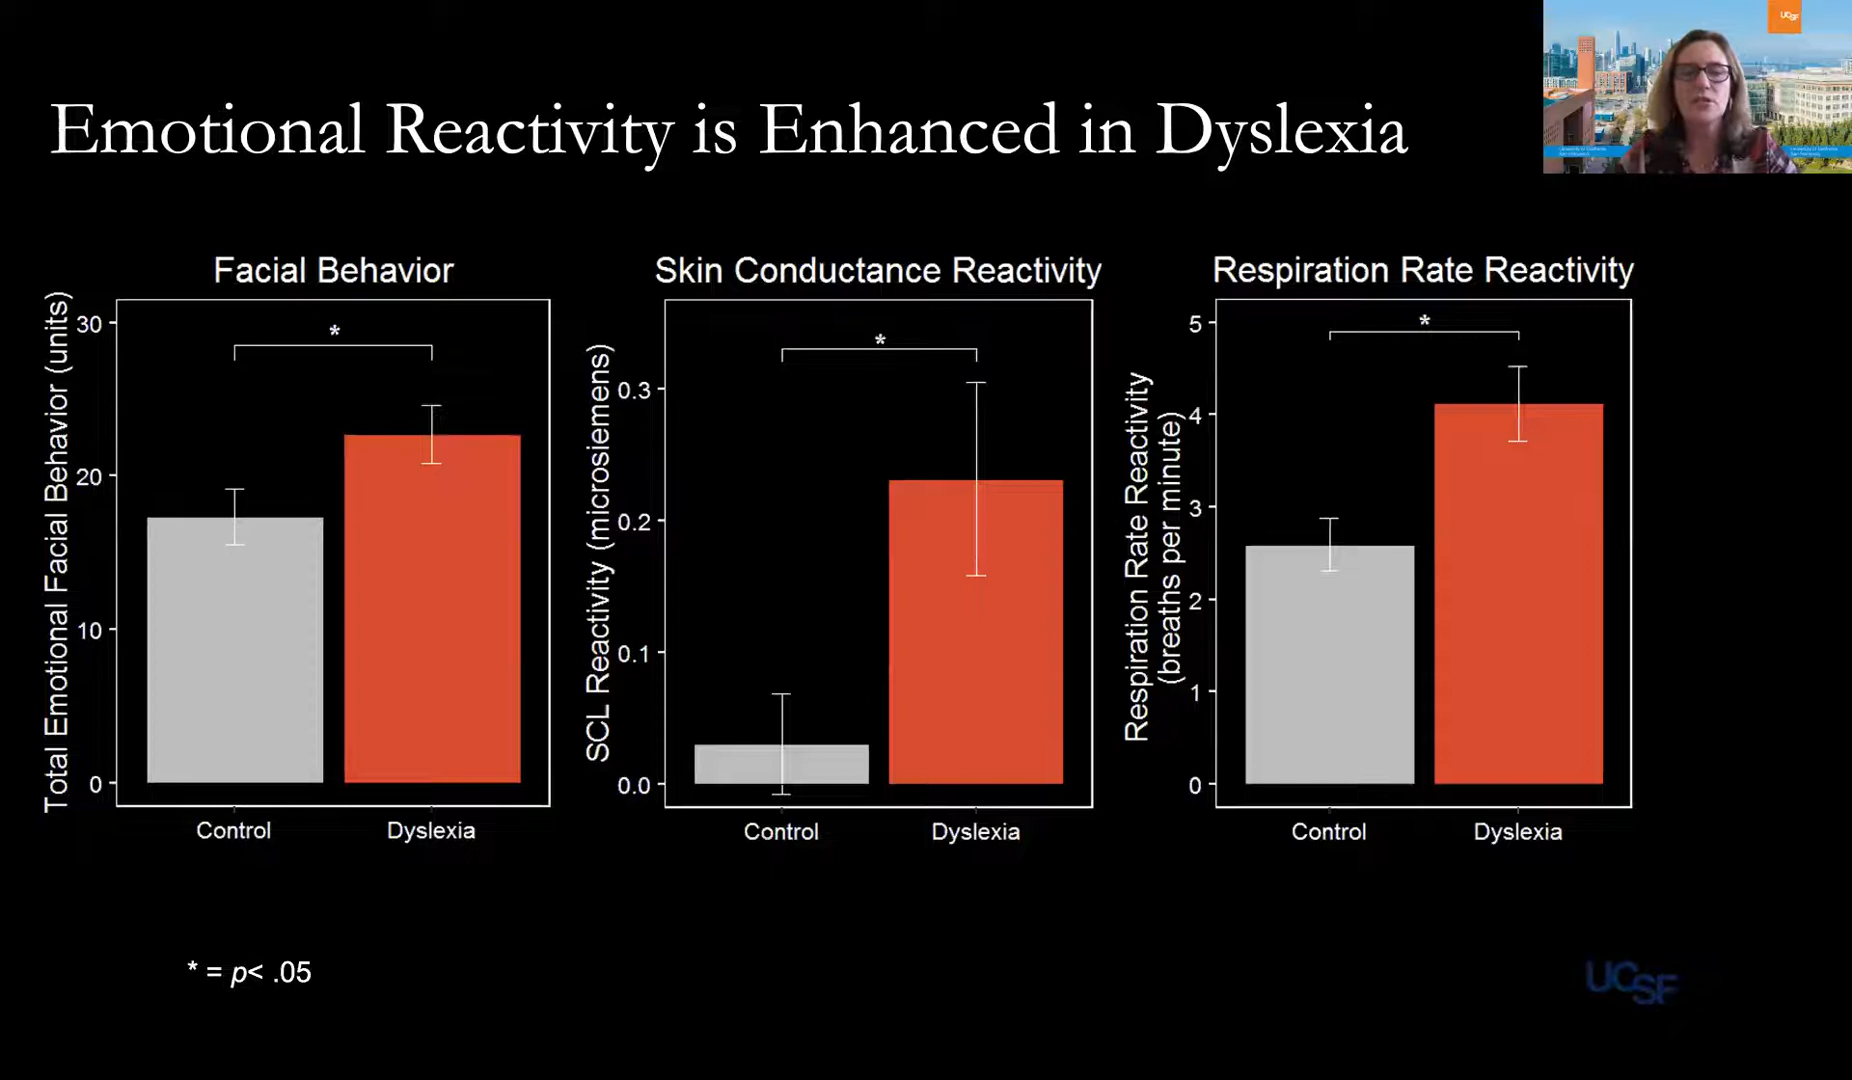 UCSF
Emotional Reactivity is Enhanced in Dyslexia
Facial Behavior
Total Emotional Facial Behavior (units)
30
20
10
0
*
Control
Dyslexia
Skin Conductance Reactivity
SCL Reactivity (microsiemens)
0.3
0.2
0.1
0.0
*
Control
Dyslexia
Respiration Rate Reactivity
Respiration Rate Reactivity
(breaths per minute)
5
4
3
2
1
0
*
Control
Dyslexia
* = p< .05
UCSF